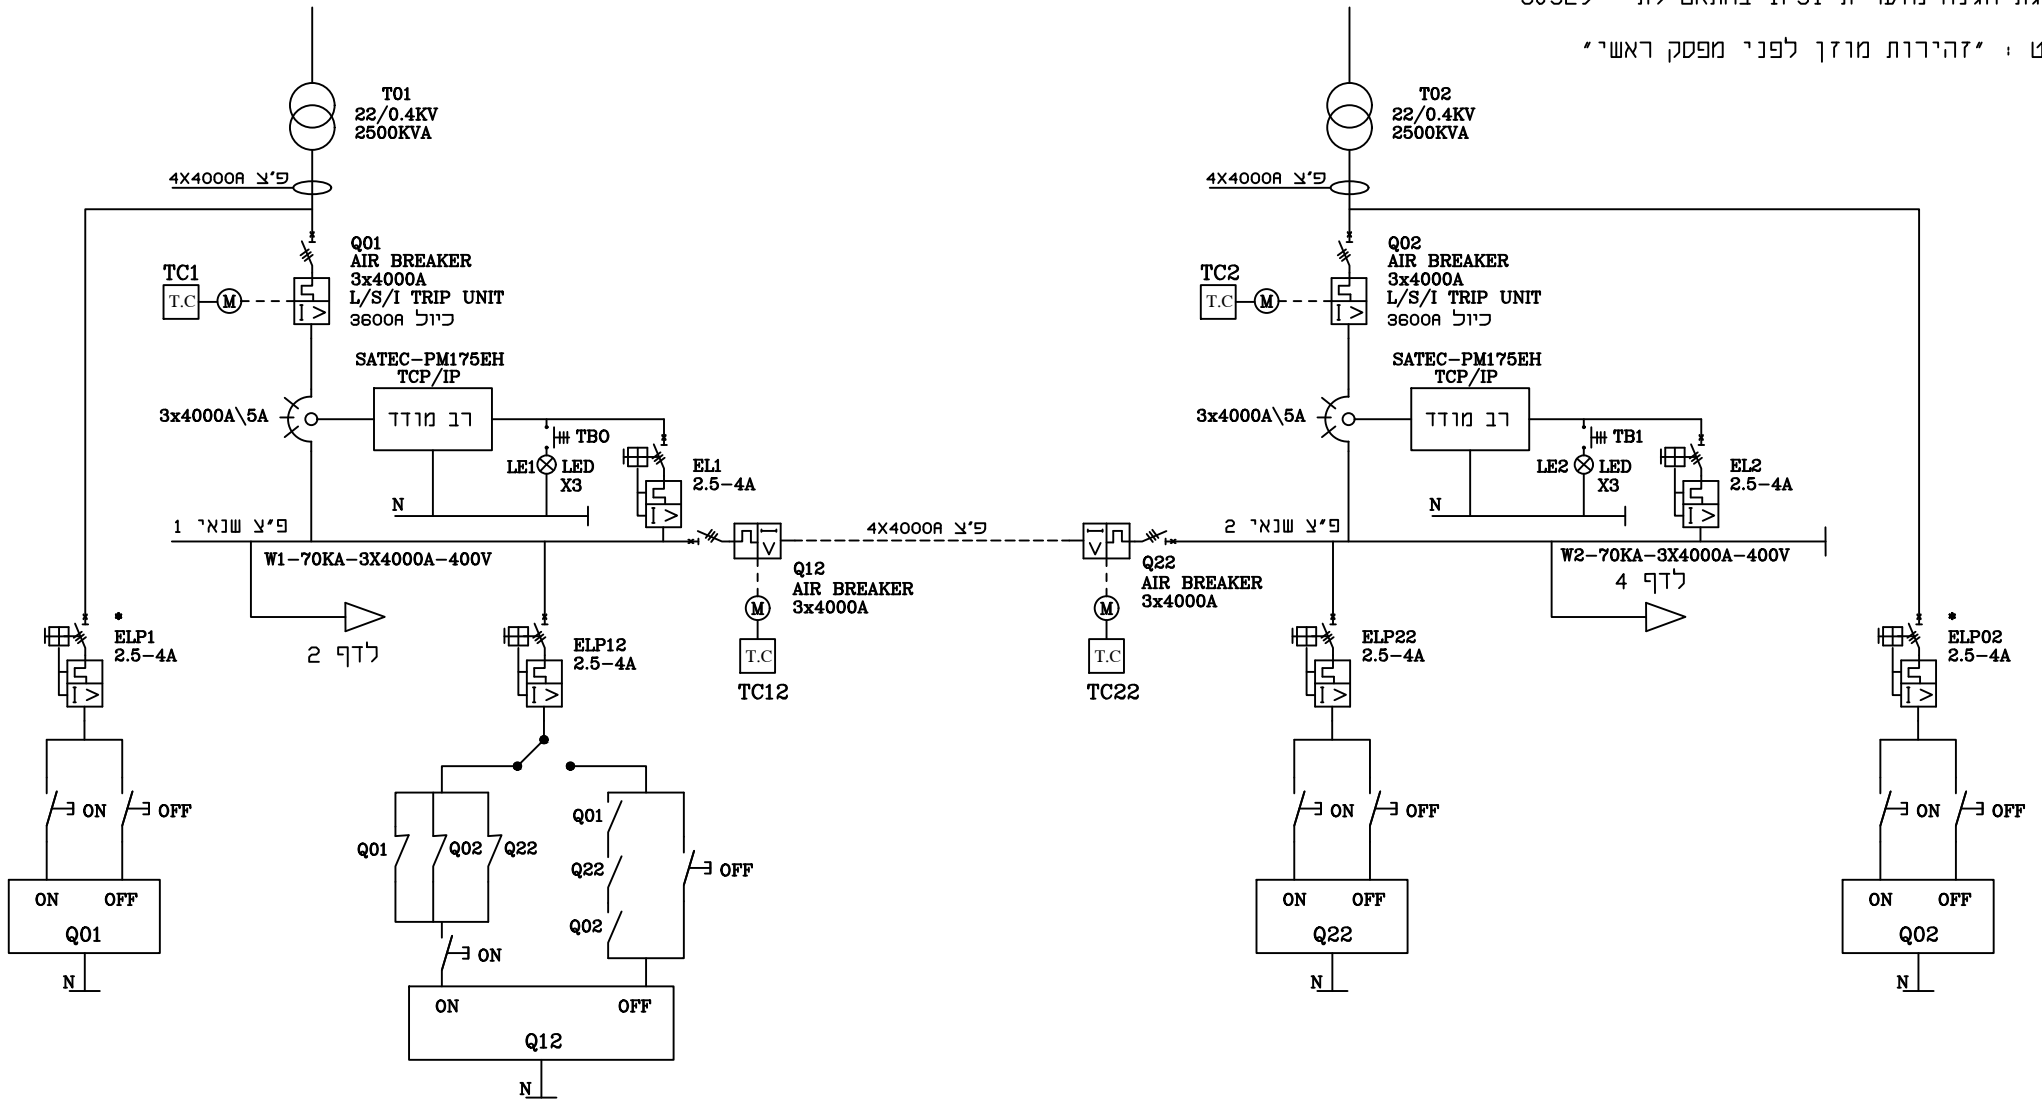 ״זהירות מוזן לפני מפסק ראשי״ :
T01
22/0.4KV
2500KVA
T02
22/0.4KV
2500KVA
פ״צ 4X4000A
פ״צ 4X4000A
Q01
AIR BREAKER
3x4000A
L/S/I TRIP UNIT
כיול 3600A
TC1
T.C
M
I >
Q02
AIR BREAKER
3x4000A
L/S/I TRIP UNIT
כיול 3600A
TC2
T.C
M
I >
SATEC-PM175EH
TCP/IP
רב מודד
3x4000A\5A
TB0
LE1
LED
X3
N
EL1
2.5-4A
I >
SATEC-PM175EH
TCP/IP
רב מודד
3x4000A\5A
TB1
LE2
LED
X3
N
EL2
2.5-4A
I >
פ״צ שנאי 1
W1-70KA-3X4000A-400V
פ״צ 4X4000A
פ״צ שנאי 2
W2-70KA-3X4000A-400V
I >
Q12
AIR BREAKER
3x4000A
M
T.C
TC12
I >
Q22
AIR BREAKER
3x4000A
M
T.C
TC22
לדף 2
לדף 4
*
ELP1
2.5-4A
I >
ELP12
2.5-4A
I >
ELP22
2.5-4A
I >
*
ELP02
2.5-4A
I >
ON
OFF
ON OFF
Q01
N
Q01
Q02
Q22
ON
Q01
Q22
Q02
OFF
ON OFF
Q12
N
ON
OFF
ON OFF
Q22
N
ON
OFF
ON OFF
Q02
N